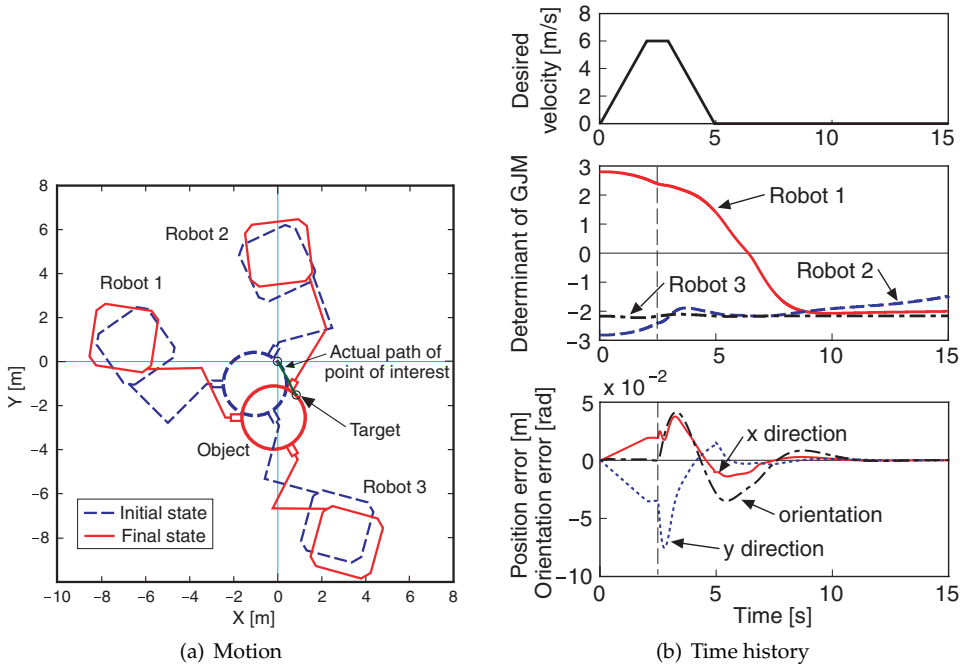 8
6
4
2
0
−2
−4
−6
−8
Y [m]
−10 −8 −6 −4 −2 0 2 4 6 8
X [m]
Robot 2
Robot 1
Actual path of
point of interest
Target
Object
Robot 3
Initial state
Final state
(a) Motion
Desired
velocity [m/s]
8
6
4
2
0
0 5 10 15
Determinant of GJM
3
2
1
0
−1
−2
−3
Robot 1
Robot 2
Robot 3
0 5 10 15
x 10⁻²
Position error [m]
Orientation error [rad]
5
0
−5
−10
x direction
orientation
y direction
0 5 10 15
Time [s]
(b) Time history